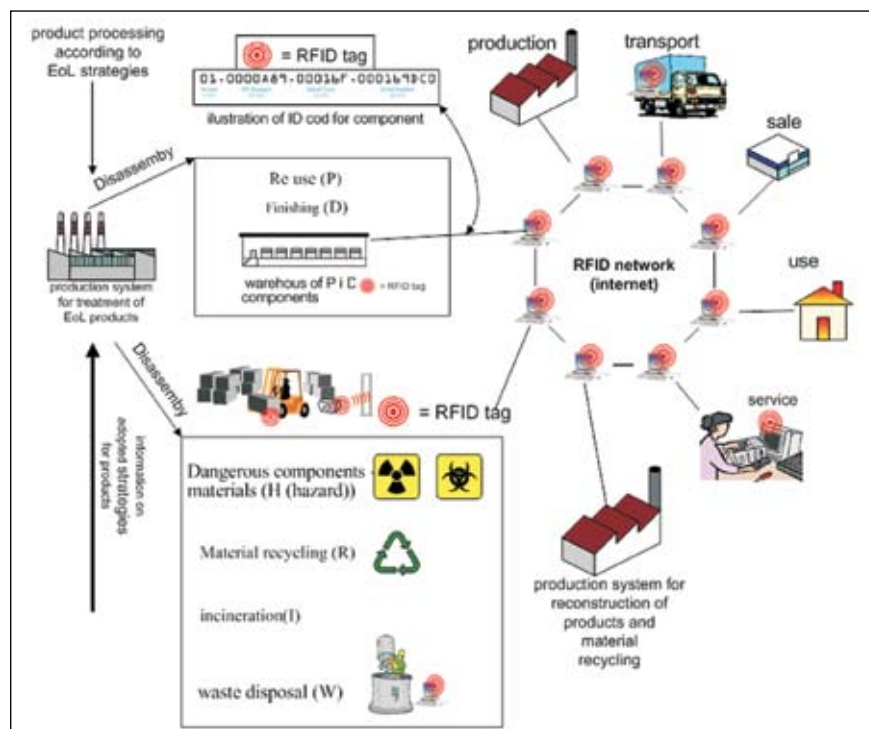 product processing
according to
EoL strategies
= RFID tag
01.0000A89.00016F.000169DC0
ilustration of ID cod for component
production
transport
sale
use
service
RFID network
(internet)
Disassemby
Re use (P)
Finishing (D)
warehous of P i C
components
= RFID tag
production system
for treatment of
EoL products
Disassemby
= RFID tag
information on
adopted strategies
for products
Dangerous components
materials (H (hazard))
Material recycling (R)
incineration(I)
waste disposal (W)
production system for
reconstruction of
products and
material
recycling